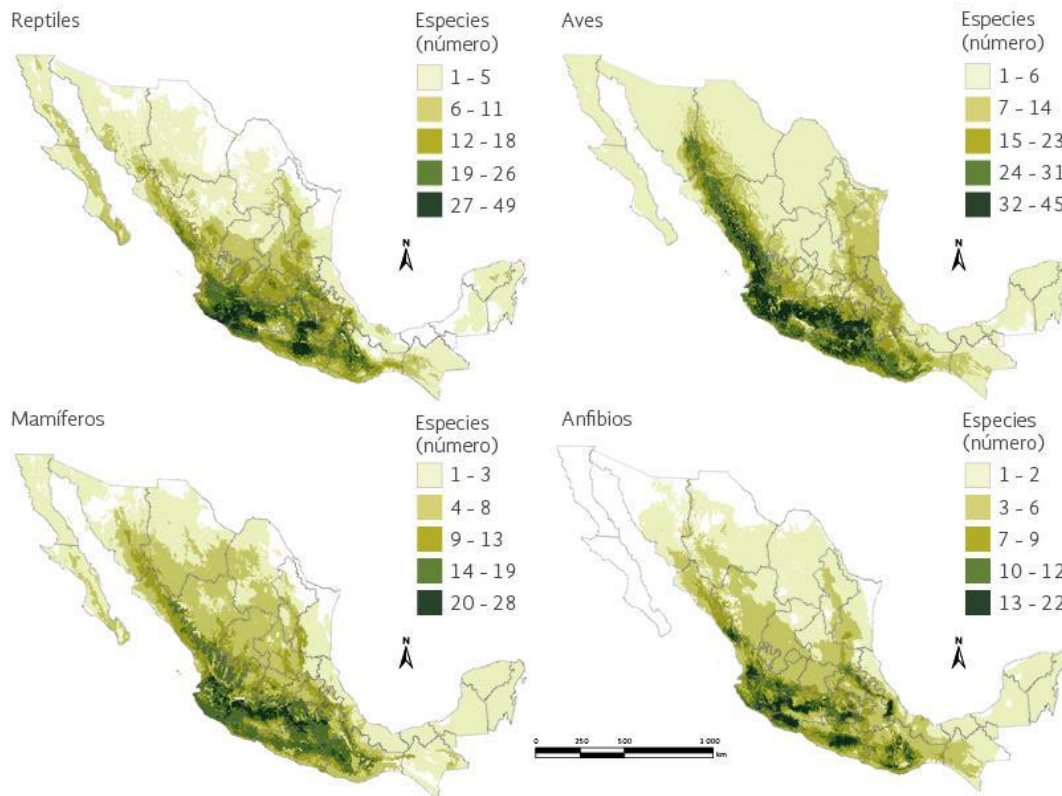 Reptiles
Especies
(número)
1 - 5
6 - 11
12 - 18
19 - 26
27 - 49
N
Aves
Especies
(número)
1 - 6
7 - 14
15 - 23
24 - 31
32 - 45
N
Mamíferos
Especies
(número)
1 - 3
4 - 8
9 - 13
14 - 19
20 - 28
N
Anfibios
Especies
(número)
1 - 2
3 - 6
7 - 9
10 - 12
13 - 22
N
0 250 500 1 000
km